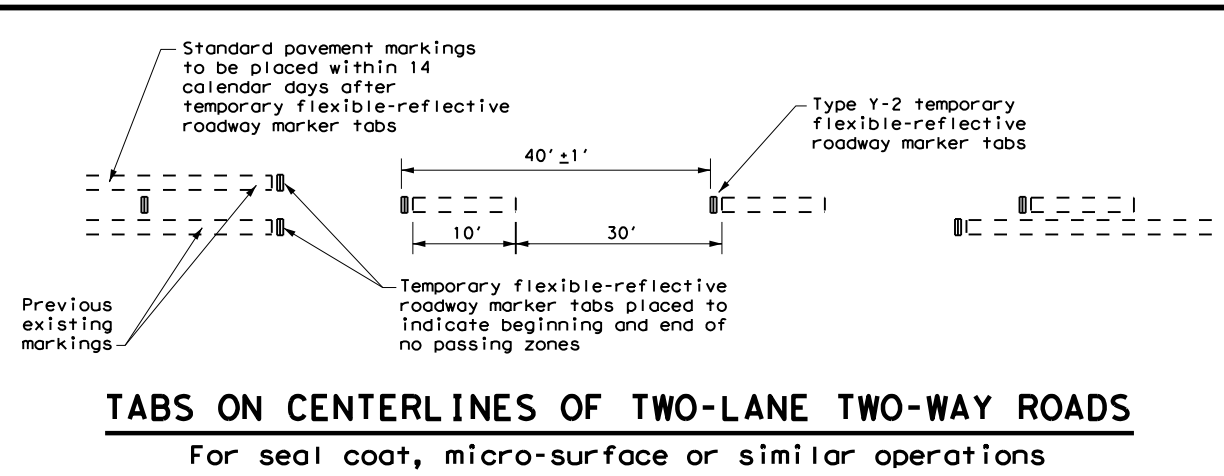 Standard pavement markings
to be placed within 14
calendar days after
temporary flexible-reflective
roadway marker tabs
Type Y-2 temporary
flexible-reflective
roadway marker tabs
40' ±1'
10'
30'
Previous
existing
markings
Temporary flexible-reflective
roadway marker tabs placed to
indicate beginning and end of
no passing zones
TABS ON CENTERLINES OF TWO-LANE TWO-WAY ROADS
For seal coat, micro-surface or similar operations